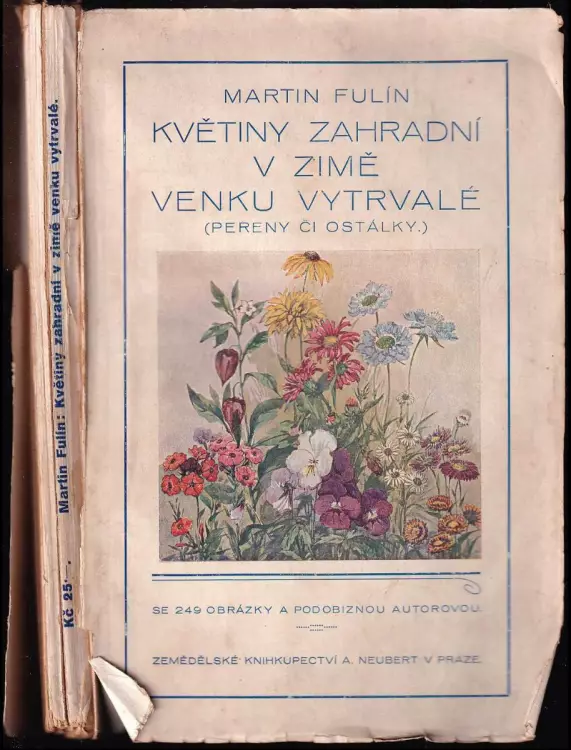 MARTIN FULÍN
KVĚTINY ZAHRADNÍ
V ZIMĚ
VENKU VYTRVALÉ
(PERENY ČI OSTÁLKY.)
SE 249 OBRÁZKY A PODOBIZNOU AUTOROVOU.
ZEMĚDĚLSKÉ KNIHKUPECTVÍ A. NEUBERT V PRAZE.
Martin Fulín: Květiny zahradní v zimě venku vytrvalé.
Kč 25·-